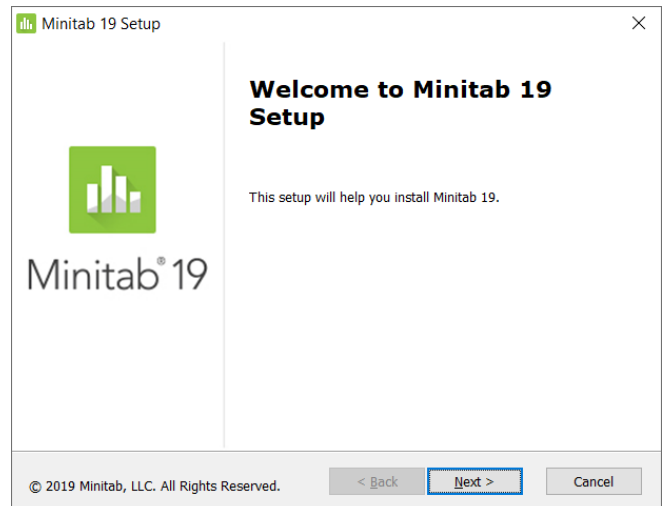 Minitab 19 Setup
Welcome to Minitab 19
Setup
This setup will help you install Minitab 19.
Minitab® 19
© 2019 Minitab, LLC. All Rights Reserved.
< Back
Next >
Cancel